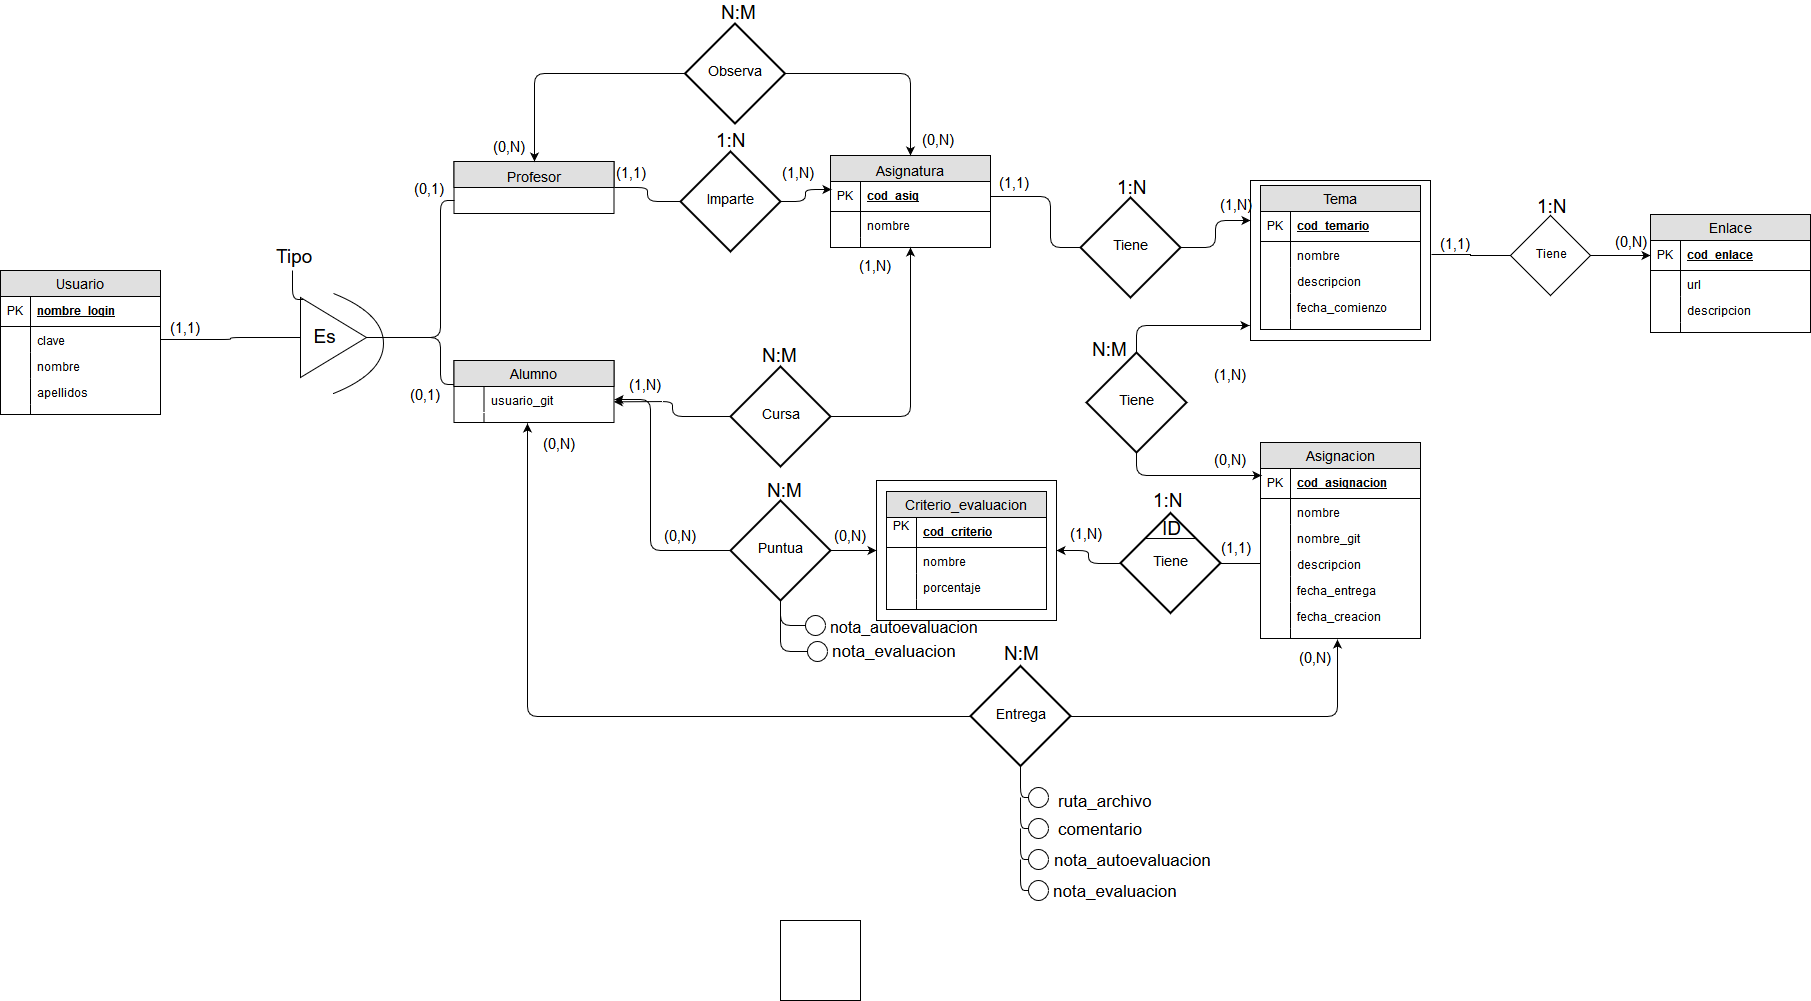 N:M
Observa
(0,N)
(0,N)
1:N
Profesor
(0,1)
(1,1)
Imparte
(1,N)
Asignatura
PK
cod_asig
nombre
(1,1)
(1,N)
1:N
Tiene
(1,N)
Tema
PK
cod_temario
nombre
descripcion
fecha_comienzo
(1,1)
1:N
Tiene
(0,N)
Enlace
PK
cod_enlace
url
descripcion
Tipo
Usuario
PK
nombre_login
clave
nombre
apellidos
(1,1)
Es
(0,1)
Alumno
usuario_git
(1,N)
(0,N)
N:M
Cursa
N:M
Tiene
(1,N)
(0,N)
Asignacion
PK
cod_asignacion
nombre
nombre_git
descripcion
fecha_entrega
fecha_creacion
N:M
Puntua
(0,N)
(0,N)
nota_autoevaluacion
nota_evaluacion
Criterio_evaluacion
PK
cod_criterio
nombre
porcentaje
(1,N)
1:N
ID
Tiene
(1,1)
(0,N)
N:M
Entrega
ruta_archivo
comentario
nota_autoevaluacion
nota_evaluacion